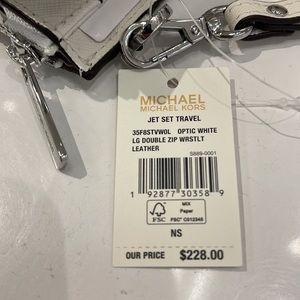 MICHAEL
MICHAEL KORS
JET SET TRAVEL
35F8STVW0L OPTIC WHITE
LG DOUBLE ZIP WRSTLT
LEATHER
S889-0001
1 92877 30358 9
FSC
MIX
Paper
FSC® C012345
NS
OUR PRICE $228.00